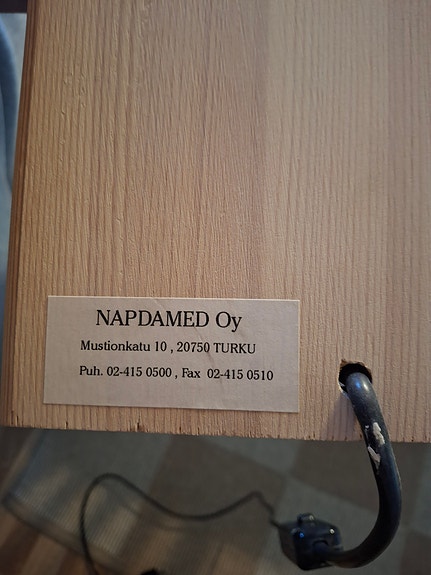 NAPDAMED Oy
Mustionkatu 10 , 20750 TURKU
Puh. 02-415 0500 , Fax 02-415 0510